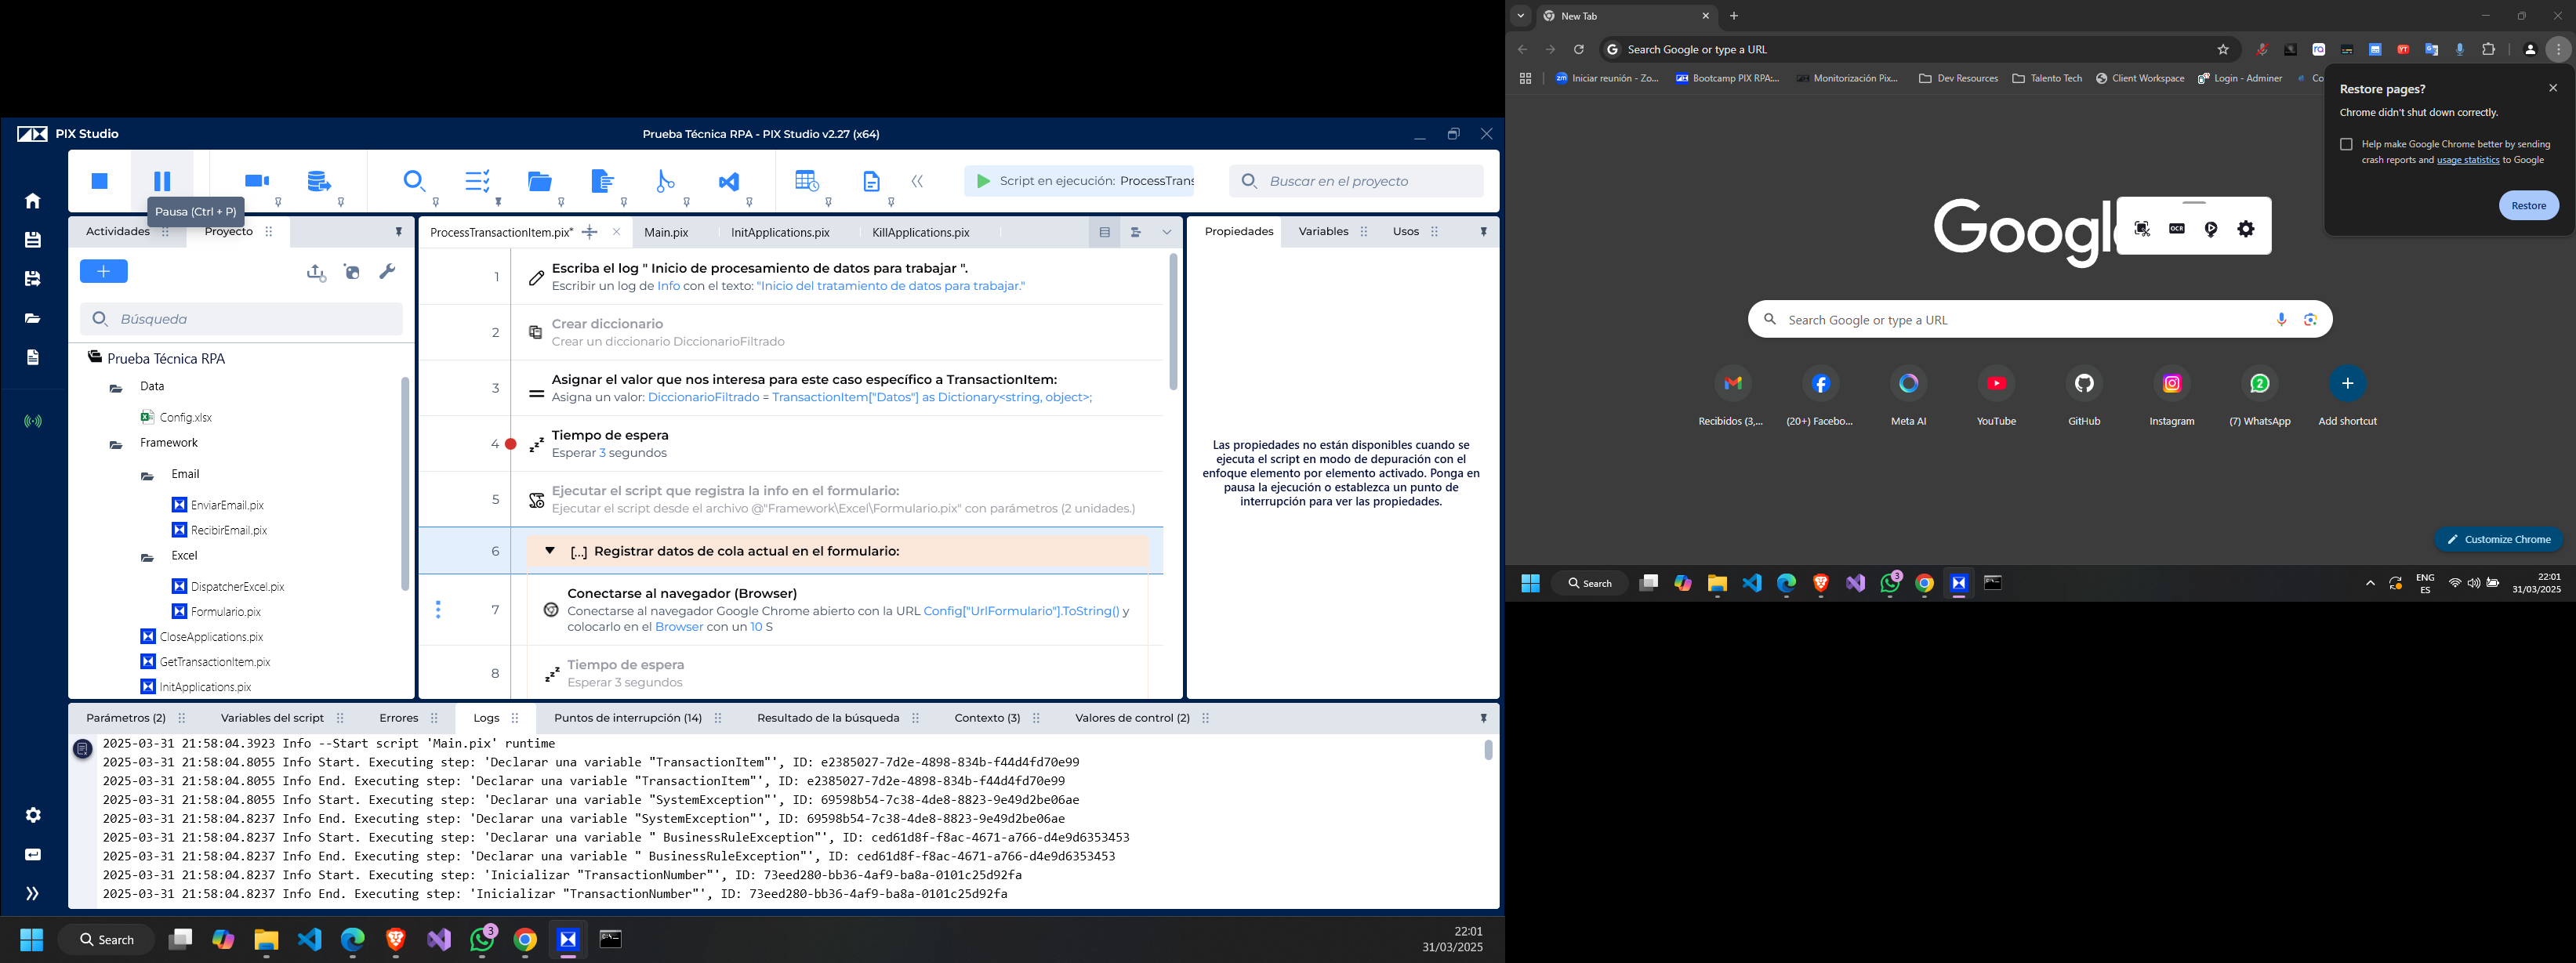 PIX Studio
Prueba Técnica RPA - PIX Studio v2.27 (x64)
Script en ejecución: ProcessTrans
Buscar en el proyecto
Pausa (Ctrl + P)
Actividades
Proyecto
Búsqueda
Prueba Técnica RPA
Data
Config.xlsx
Framework
Email
EnviarEmail.pix
RecibirEmail.pix
Excel
DispatcherExcel.pix
Formulario.pix
CloseApplications.pix
GetTransactionItem.pix
InitApplications.pix
ProcessTransactionItem.pix*
Main.pix
InitApplications.pix
KillApplications.pix
1
Escriba el log " Inicio de procesamiento de datos para trabajar ".
Escribir un log de Info con el texto: "Inicio del tratamiento de datos para trabajar."
2
Crear diccionario
Crear un diccionario DiccionarioFiltrado
3
Asignar el valor que nos interesa para este caso específico a TransactionItem:
Asigna un valor: DiccionarioFiltrado = TransactionItem["Datos"] as Dictionary<string, object>;
4
Tiempo de espera
Esperar 3 segundos
5
Ejecutar el script que registra la info en el formulario:
Ejecutar el script desde el archivo @"Framework\Excel\Formulario.pix" con parámetros (2 unidades.)
6
[...] Registrar datos de cola actual en el formulario:
7
Conectarse al navegador (Browser)
Conectarse al navegador Google Chrome abierto con la URL Config["UrlFormulario"].ToString() y
colocarlo en el Browser con un 10 S
8
Tiempo de espera
Esperar 3 segundos
Propiedades
Variables
Usos
Las propiedades no están disponibles cuando se
ejecuta el script en modo de depuración con el
enfoque elemento por elemento activado. Ponga en
pausa la ejecución o establezca un punto de
interrupción para ver las propiedades.
Parámetros (2)
Variables del script
Errores
Logs
Puntos de interrupción (14)
Resultado de la búsqueda
Contexto (3)
Valores de control (2)
2025-03-31 21:58:04.3923 Info --Start script 'Main.pix' runtime
2025-03-31 21:58:04.8055 Info Start. Executing step: 'Declarar una variable "TransactionItem"', ID: e2385027-7d2e-4898-834b-f44d4fd70e99
2025-03-31 21:58:04.8055 Info End. Executing step: 'Declarar una variable "TransactionItem"', ID: e2385027-7d2e-4898-834b-f44d4fd70e99
2025-03-31 21:58:04.8055 Info Start. Executing step: 'Declarar una variable "SystemException"', ID: 69598b54-7c38-4de8-8823-9e49d2be06ae
2025-03-31 21:58:04.8237 Info End. Executing step: 'Declarar una variable "SystemException"', ID: 69598b54-7c38-4de8-8823-9e49d2be06ae
2025-03-31 21:58:04.8237 Info Start. Executing step: 'Declarar una variable " BusinessRuleException"', ID: ced61d8f-f8ac-4671-a766-d4e9d6353453
2025-03-31 21:58:04.8237 Info End. Executing step: 'Declarar una variable " BusinessRuleException"', ID: ced61d8f-f8ac-4671-a766-d4e9d6353453
2025-03-31 21:58:04.8237 Info Start. Executing step: 'Inicializar "TransactionNumber"', ID: 73eed280-bb36-4af9-ba8a-0101c25d92fa
2025-03-31 21:58:04.8237 Info End. Executing step: 'Inicializar "TransactionNumber"', ID: 73eed280-bb36-4af9-ba8a-0101c25d92fa
Search
3
22:01
31/03/2025
New Tab
Search Google or type a URL
Iniciar reunión - Zo...
Bootcamp PIX RPA:...
Monitorización Pix...
Dev Resources
Talento Tech
Client Workspace
Login - Adminer
Co
Restore pages?
Chrome didn't shut down correctly.
Help make Google Chrome better by sending
crash reports and usage statistics to Google
Restore
Googl
OCR
Search Google or type a URL
Recibidos (3,...
(20+) Facebo...
Meta AI
YouTube
GitHub
Instagram
(7) WhatsApp
Add shortcut
Customize Chrome
Search
3
ENG
ES
22:01
31/03/2025